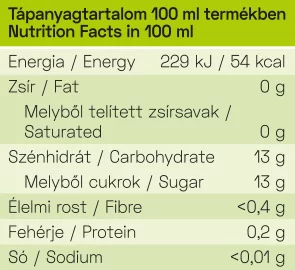 Tápanyagtartalom 100 ml termékben
Nutrition Facts in 100 ml
Energia / Energy 229 kJ / 54 kcal
Zsír / Fat 0 g
Melyből telített zsírsavak /
Saturated 0 g
Szénhidrát / Carbohydrate 13 g
Melyből cukrok / Sugar 13 g
Élelmi rost / Fibre <0,4 g
Fehérje / Protein 0,2 g
Só / Sodium <0,01 g